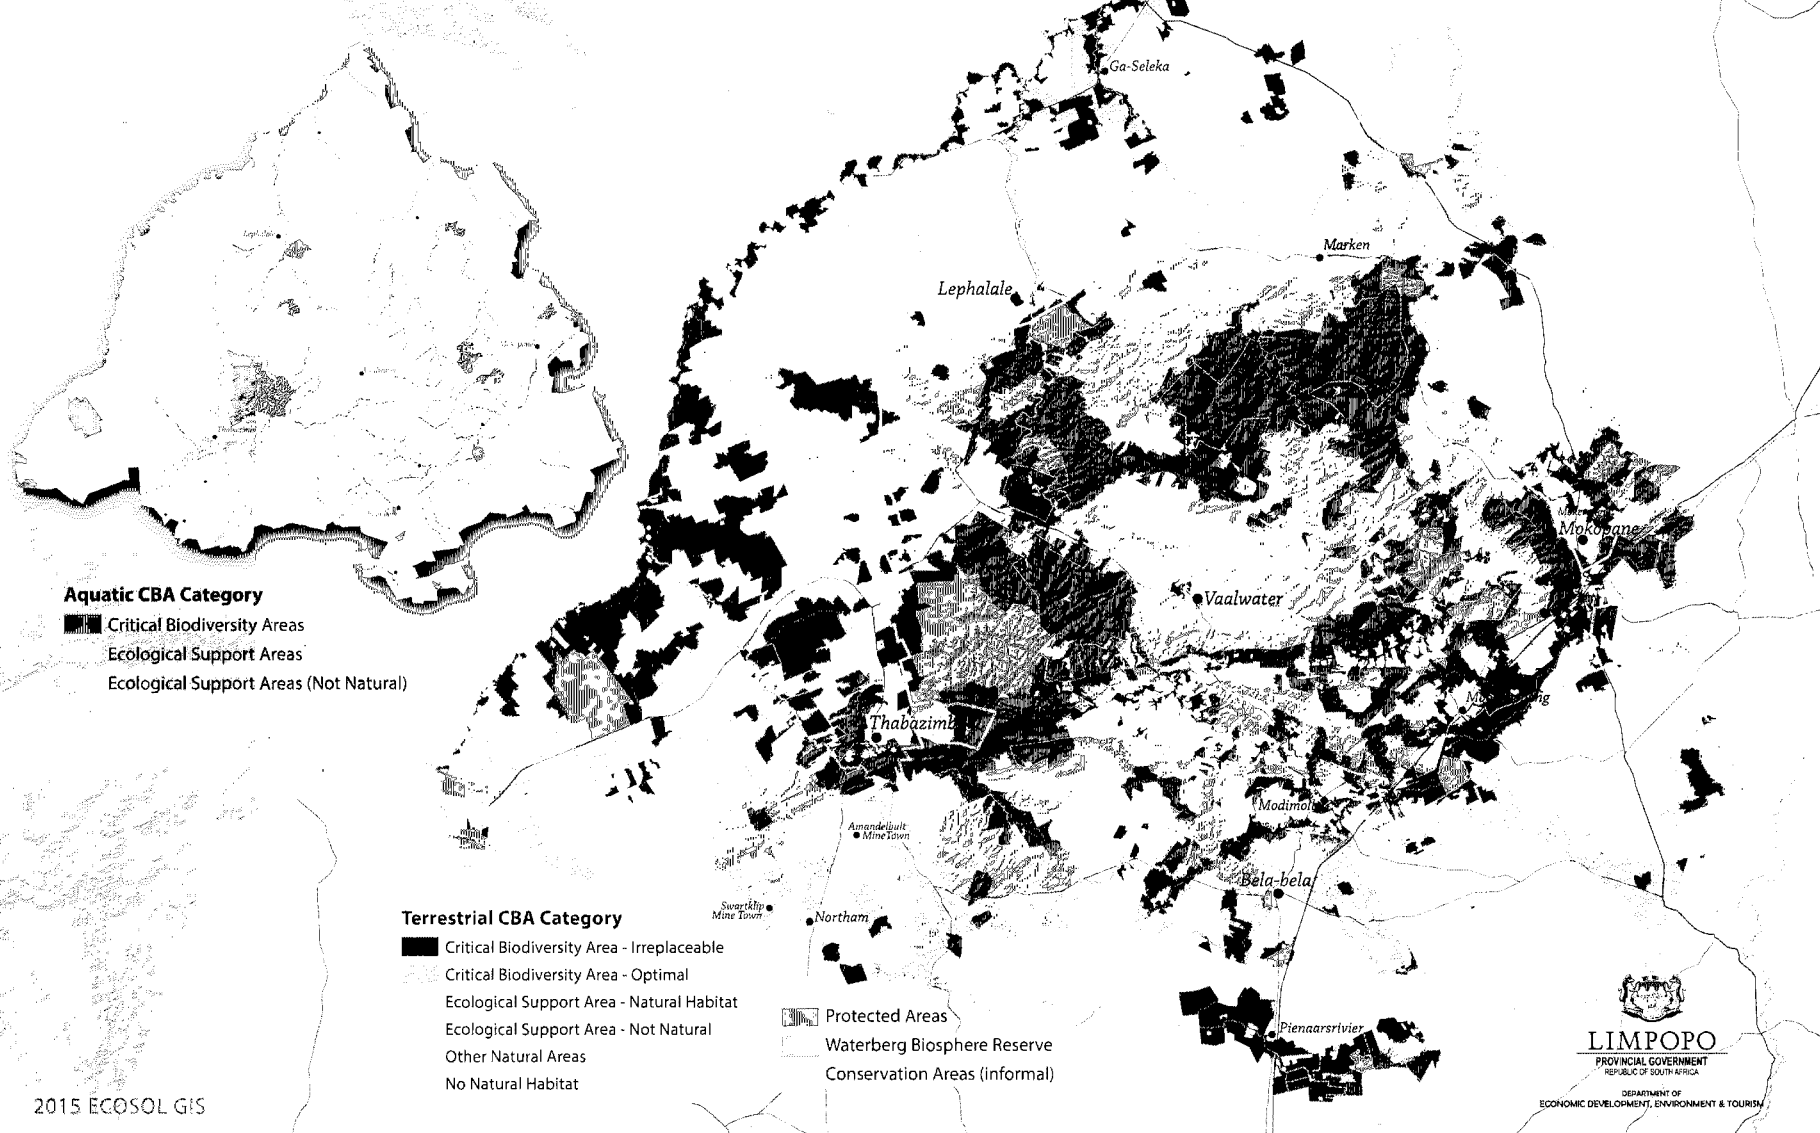 Ga-Seleka
Marken
Lephalale
Lephalale
Mokopane
Vaalwater
Aquatic CBA Category
Critical Biodiversity Areas
Ecological Support Areas
Ecological Support Areas (Not Natural)
Thabazimb
Modimol
Amandelbult
Mine Town
Bela-bela
Swartklip
Mine Town
Northam
Terrestrial CBA Category
Critical Biodiversity Area - Irreplaceable
Critical Biodiversity Area - Optimal
Ecological Support Area - Natural Habitat
Ecological Support Area - Not Natural
Other Natural Areas
No Natural Habitat
Protected Areas
Waterberg Biosphere Reserve
Conservation Areas (informal)
Pienaarsrivier
LIMPOPO
PROVINCIAL GOVERNMENT
REPUBLIC OF SOUTH AFRICA
DEPARTMENT OF
ECONOMIC DEVELOPMENT, ENVIRONMENT & TOURISM
2015 ECOSOL GIS